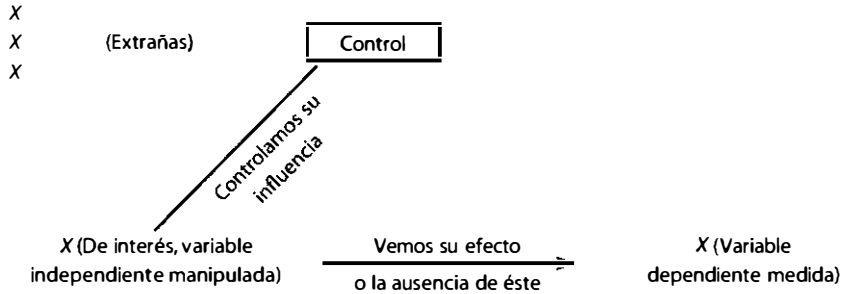 X
X (Extrañas) Control
X
Controlamos su
influencia
X (De interés, variable
independiente manipulada)
Vemos su efecto
o la ausencia de éste
X (Variable
dependiente medida)